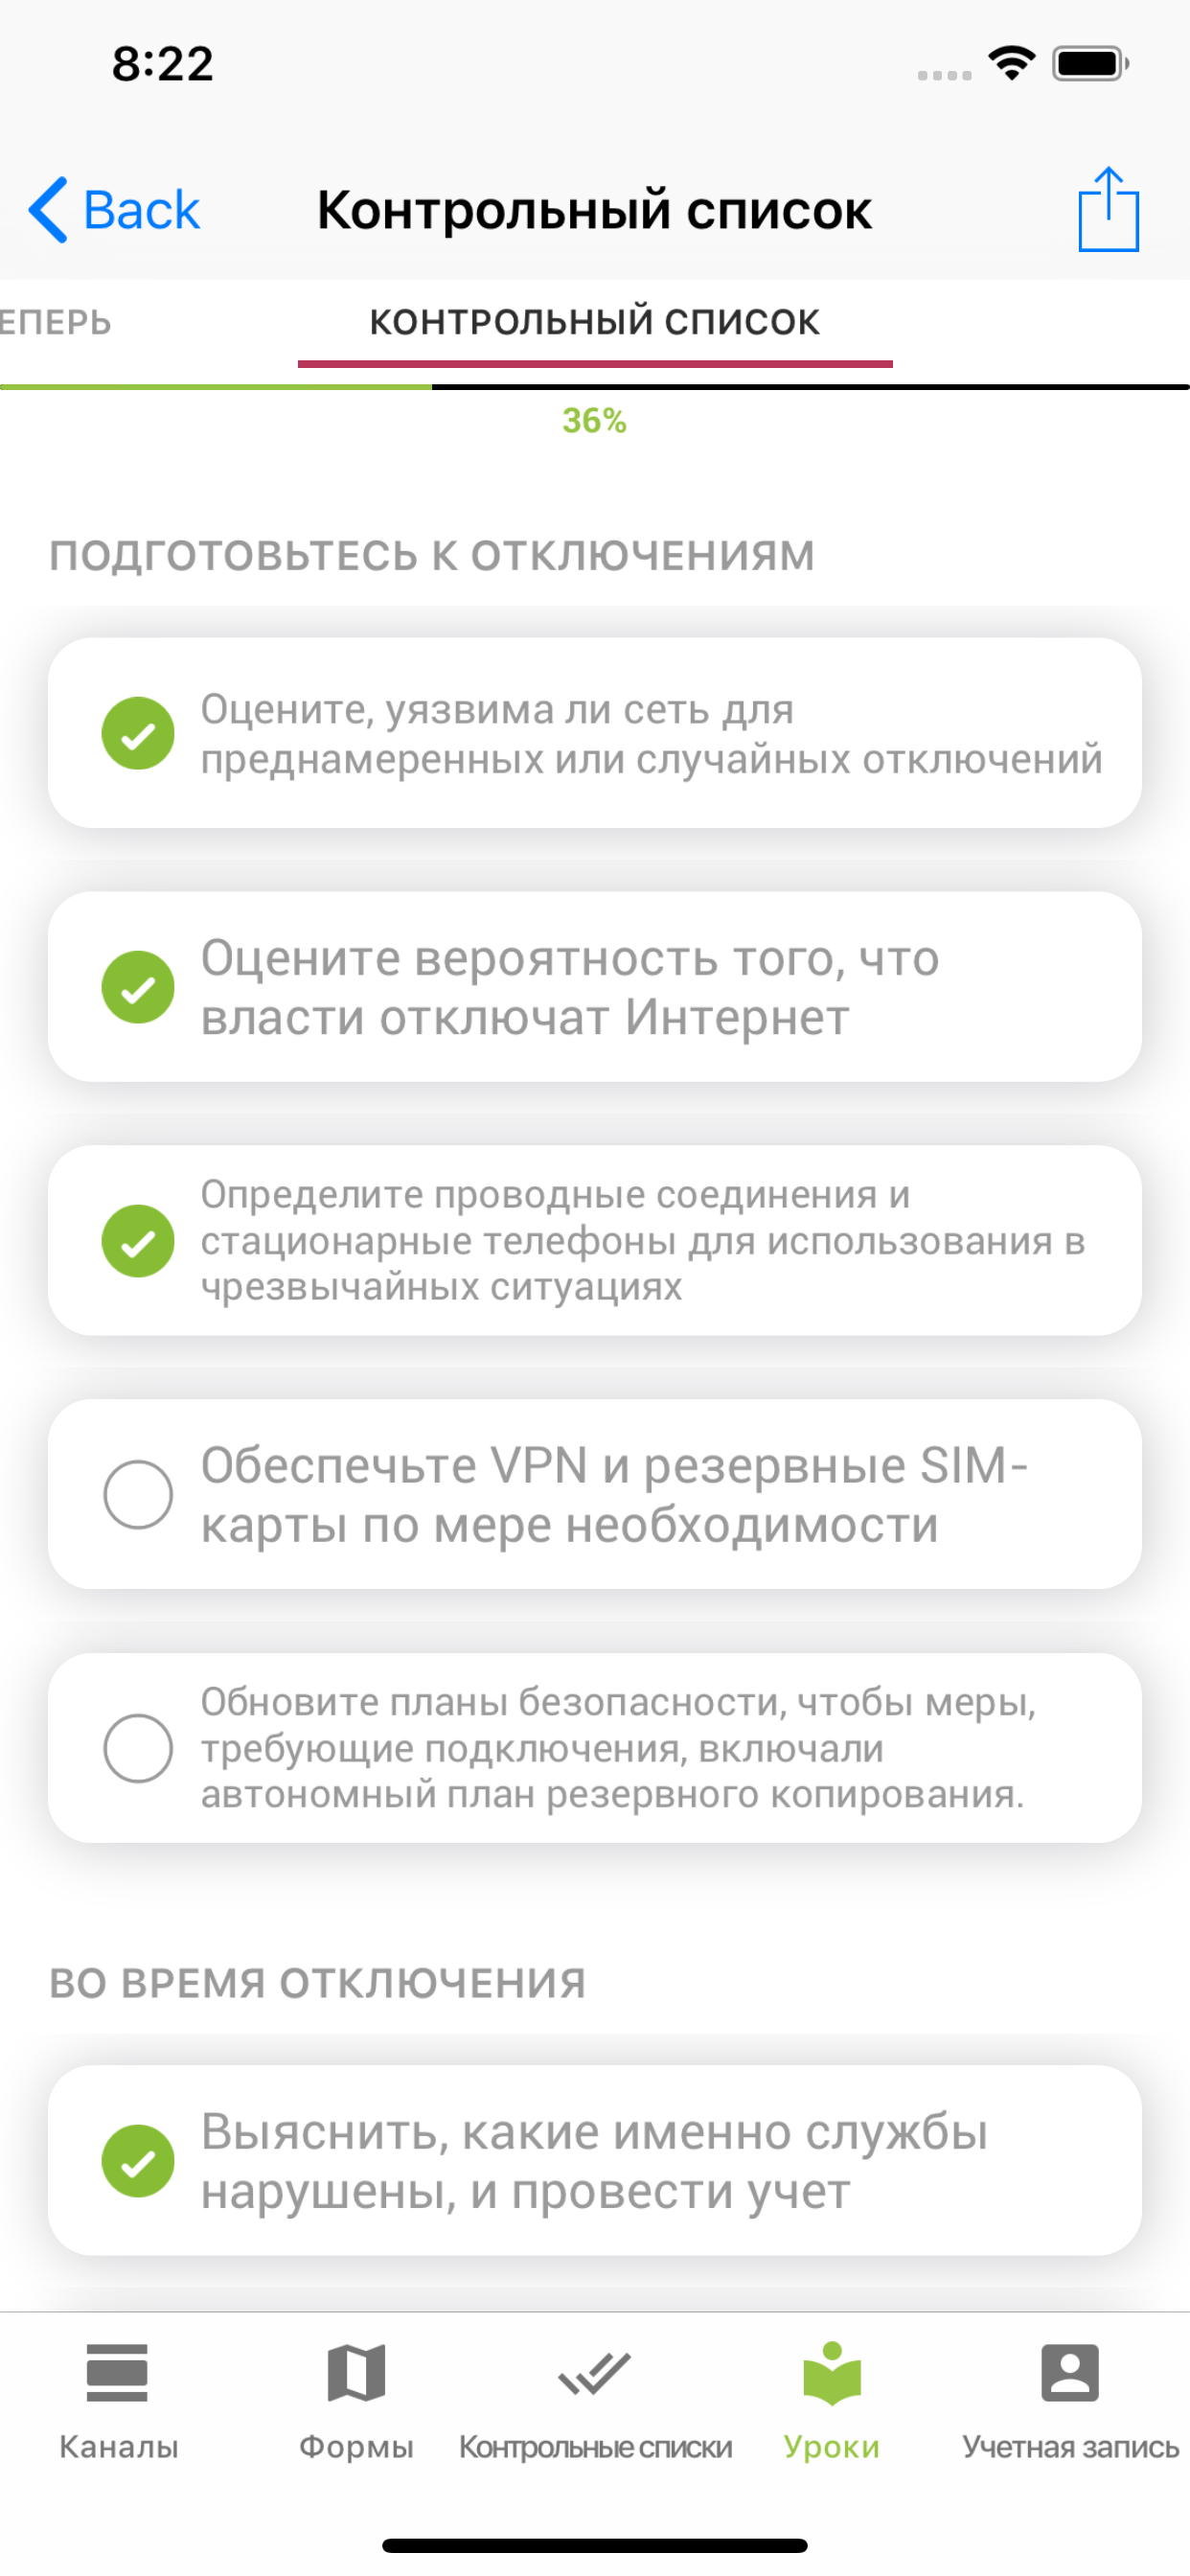 8:22
Back
Контрольный список
ЕПЕРЬ
КОНТРОЛЬНЫЙ СПИСОК
36%
ПОДГОТОВЬТЕСЬ К ОТКЛЮЧЕНИЯМ
Оцените, уязвима ли сеть для
преднамеренных или случайных отключений
Оцените вероятность того, что
власти отключат Интернет
Определите проводные соединения и
стационарные телефоны для использования в
чрезвычайных ситуациях
Обеспечьте VPN и резервные SIM-
карты по мере необходимости
Обновите планы безопасности, чтобы меры,
требующие подключения, включали
автономный план резервного копирования.
ВО ВРЕМЯ ОТКЛЮЧЕНИЯ
Выяснить, какие именно службы
нарушены, и провести учет
Каналы
Формы
Контрольные списки
Уроки
Учетная запись